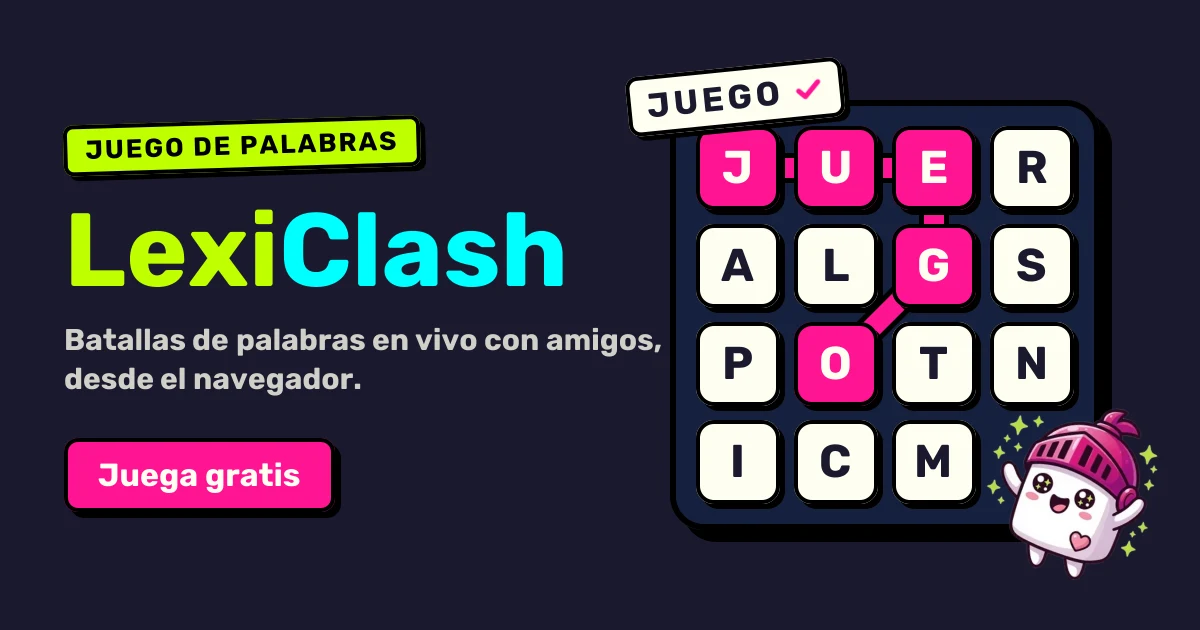 JUEGO DE PALABRAS
LexiClash
Batallas de palabras en vivo con amigos,
desde el navegador.
Juega gratis
JUEGO
J U E R
A L G S
P O T N
I C M